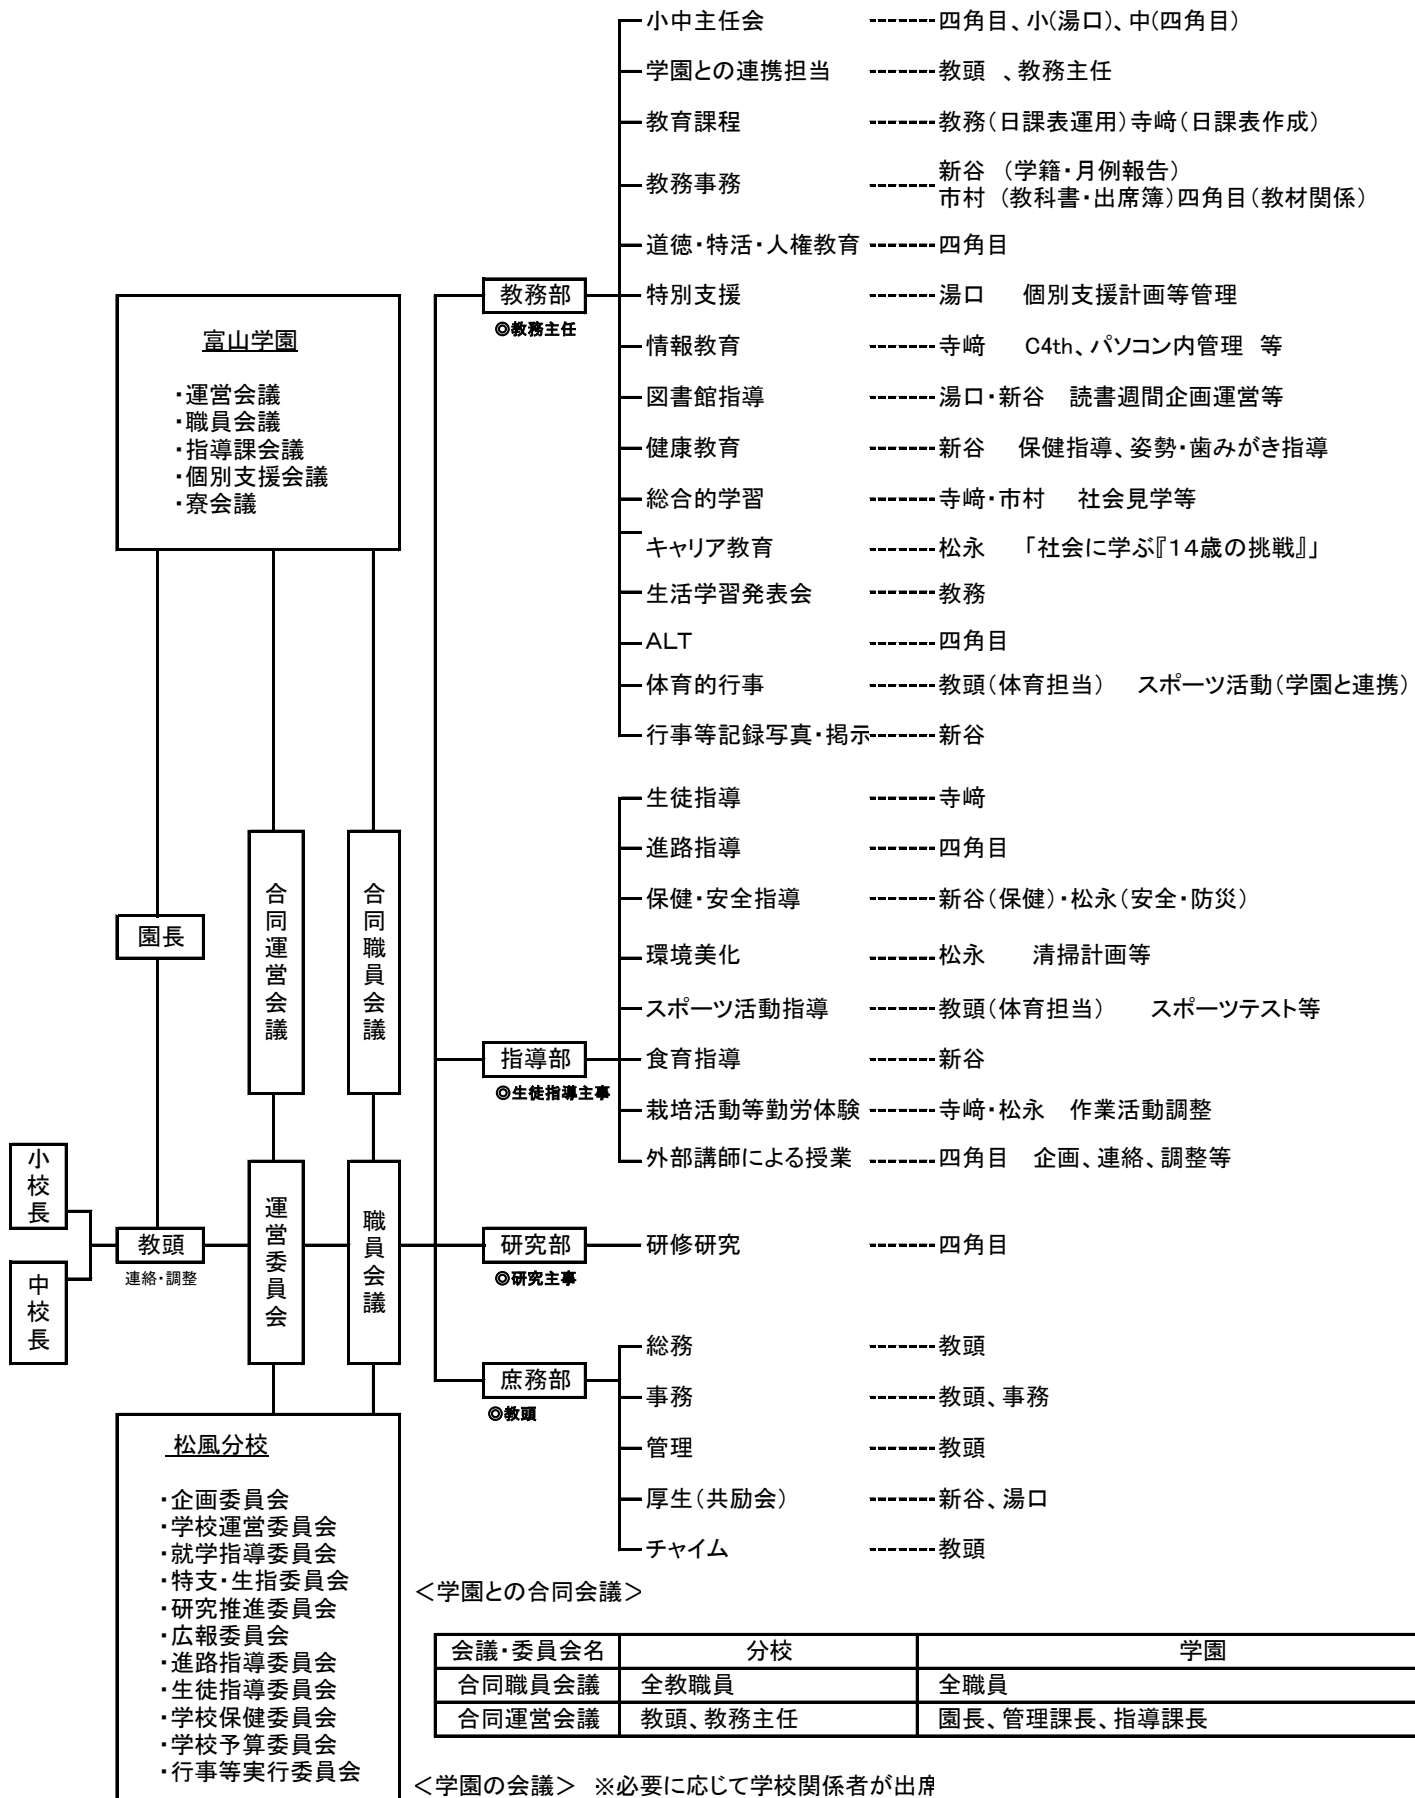 小中主任会 ------- 四角目、小(湯口)、中(四角目)
学園との連携担当 ------- 教頭 、教務主任
教育課程 ------- 教務(日課表運用)寺﨑(日課表作成)
教務事務 ------- 新谷 (学籍・月例報告)
市村 (教科書・出席簿)四角目(教材関係)
道徳・特活・人権教育 ------- 四角目
教務部
◎教務主任
特別支援 ------- 湯口 個別支援計画等管理
情報教育 ------- 寺﨑 C4th、パソコン内管理 等
図書館指導 ------- 湯口・新谷 読書週間企画運営等
健康教育 ------- 新谷 保健指導、姿勢・歯みがき指導
総合的学習 ------- 寺﨑・市村 社会見学等
キャリア教育 ------- 松永 「社会に学ぶ『14歳の挑戦』」
生活学習発表会 ------- 教務
ALT ------- 四角目
体育的行事 ------- 教頭(体育担当) スポーツ活動(学園と連携)
行事等記録写真・掲示 ------- 新谷
富山学園
・運営会議
・職員会議
・指導課会議
・個別支援会議
・寮会議
園長
合同運営会議
合同職員会議
生徒指導 ------- 寺﨑
進路指導 ------- 四角目
保健・安全指導 ------- 新谷(保健)・松永(安全・防災)
環境美化 ------- 松永 清掃計画等
スポーツ活動指導 ------- 教頭(体育担当) スポーツテスト等
指導部
◎生徒指導主事
食育指導 ------- 新谷
栽培活動等勤労体験 ------- 寺﨑・松永 作業活動調整
外部講師による授業 ------- 四角目 企画、連絡、調整等
小校長
中校長
教頭
連絡・調整
運営委員会
職員会議
研究部
◎研究主事
研修研究 ------- 四角目
庶務部
◎教頭
総務 ------- 教頭
事務 ------- 教頭、事務
管理 ------- 教頭
厚生(共励会) ------- 新谷、湯口
チャイム ------- 教頭
松風分校
・企画委員会
・学校運営委員会
・就学指導委員会
・特支・生指委員会
・研究推進委員会
・広報委員会
・進路指導委員会
・生徒指導委員会
・学校保健委員会
・学校予算委員会
・行事等実行委員会
＜学園との合同会議＞
会議・委員会名 分校 学園
合同職員会議 全教職員 全職員
合同運営会議 教頭、教務主任 園長、管理課長、指導課長
＜学園の会議＞ ※必要に応じて学校関係者が出席